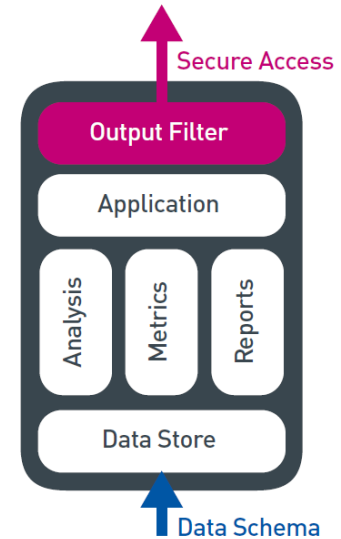 Secure Access
Output Filter
Application
Analysis
Metrics
Reports
Data Store
Data Schema